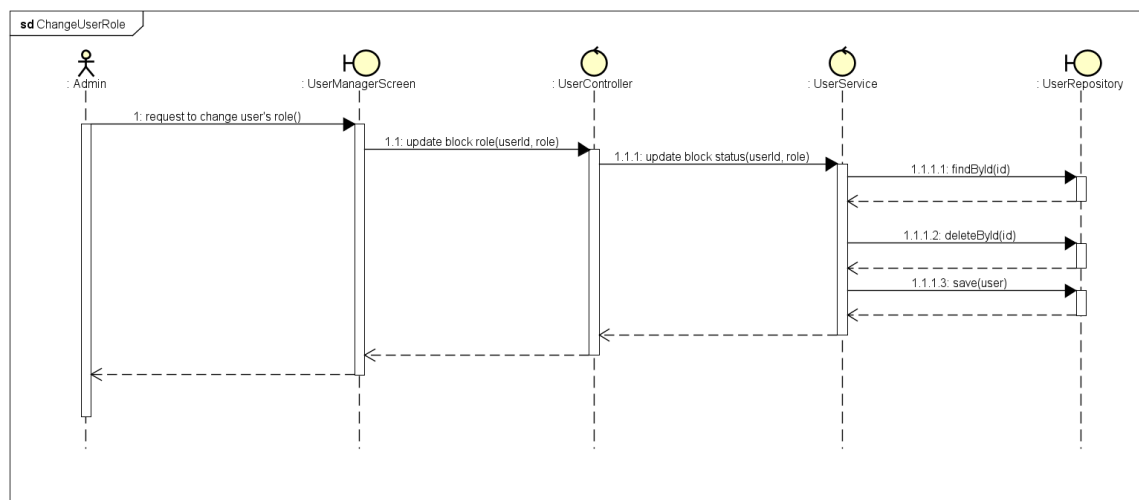 sd ChangeUserRole
: Admin
: UserManagerScreen
: UserController
: UserService
: UserRepository
1: request to change user's role()
1.1: update block role(userId, role)
1.1.1: update block status(userId, role)
1.1.1.1: findById(id)
1.1.1.2: deleteById(id)
1.1.1.3: save(user)